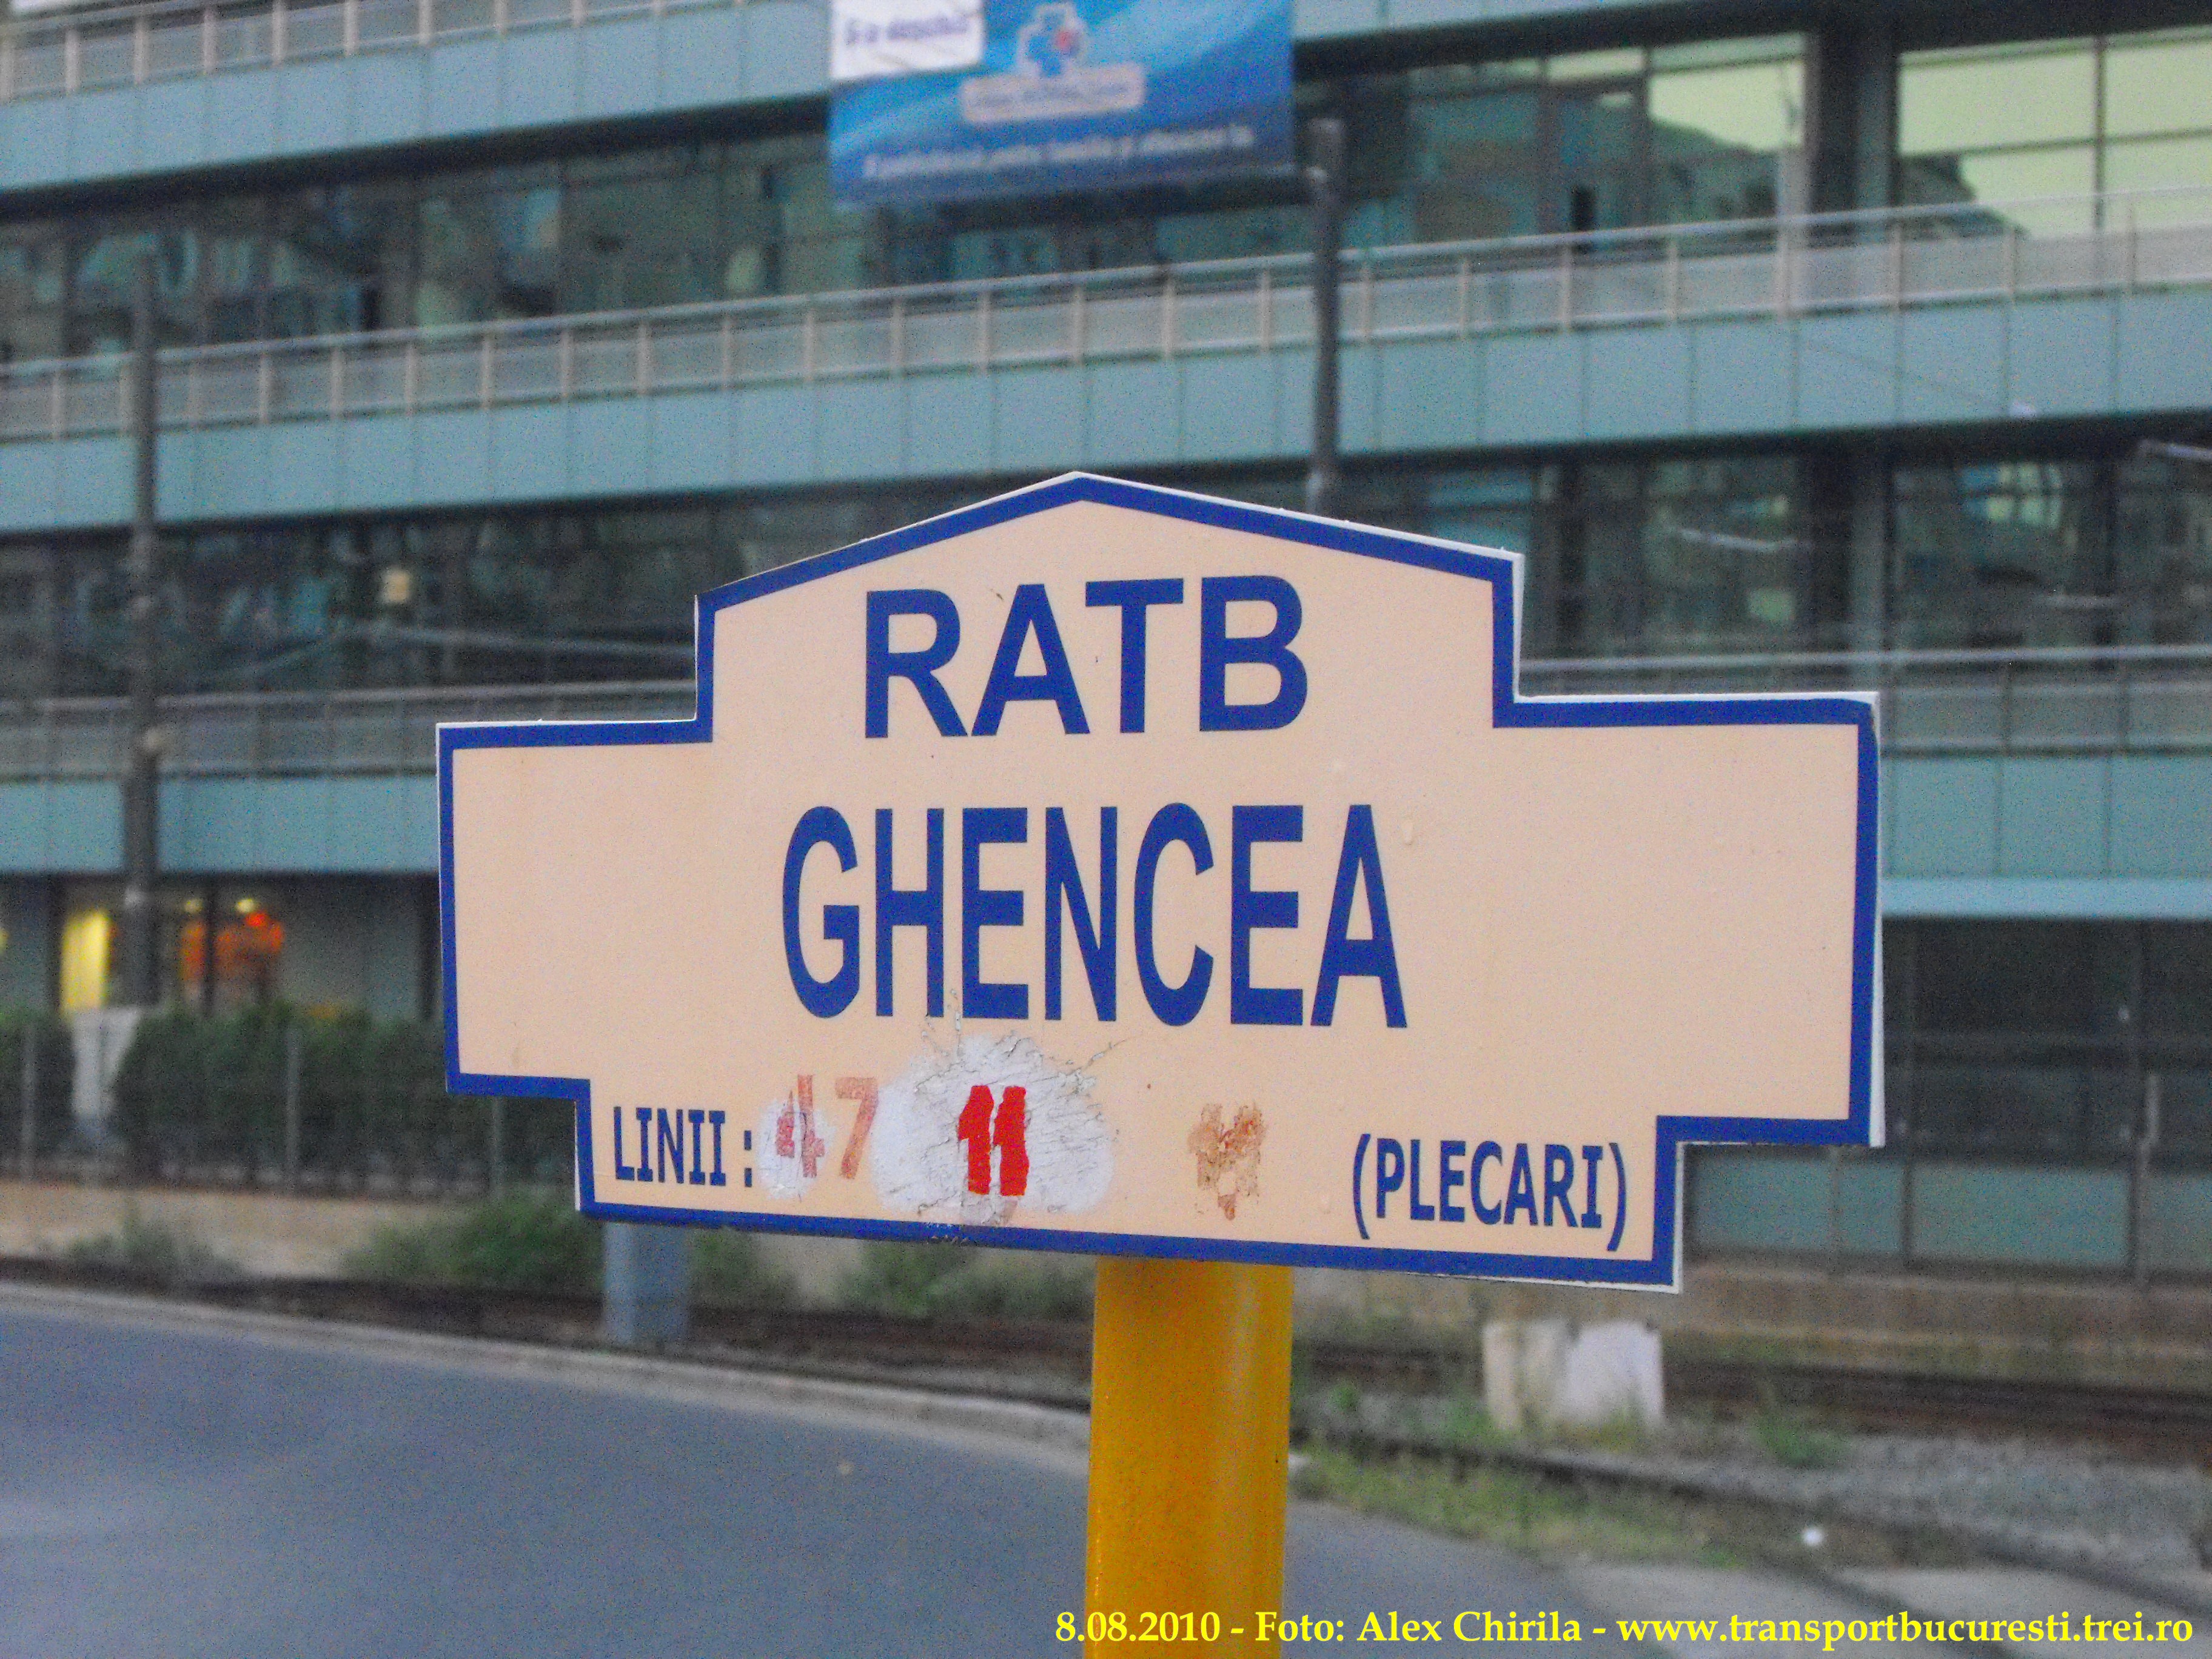 RATB
GHENCEA
LINII : 47 11 (PLECARI)
8.08.2010 - Foto: Alex Chirila - www.transportbucuresti.trei.ro